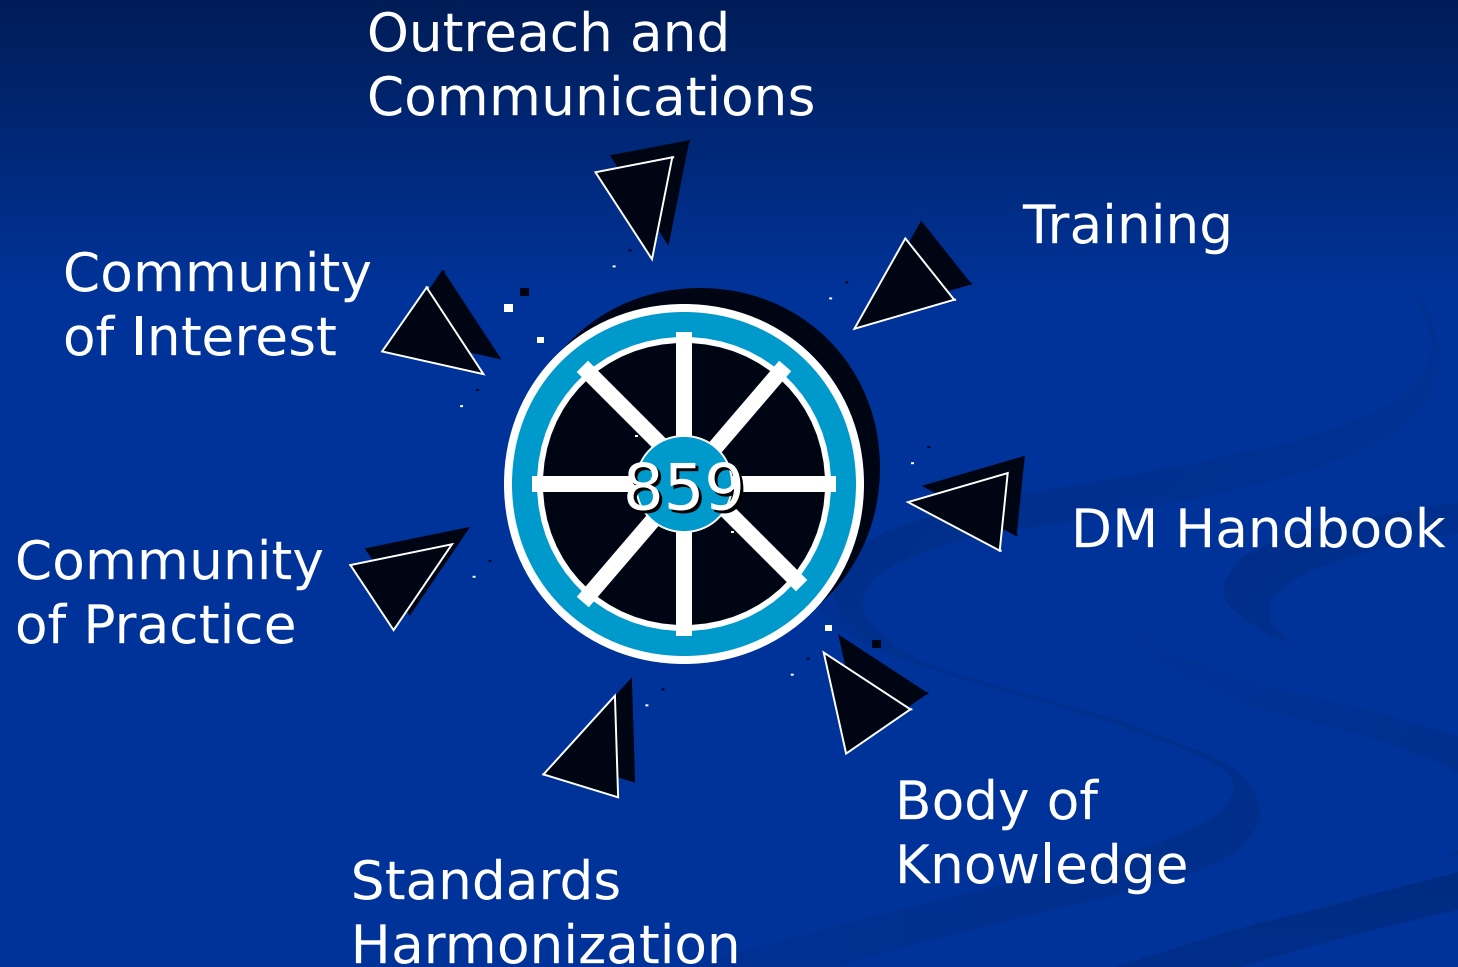 Outreach and
Communications
Training
Community
of Interest
859
DM Handbook
Community
of Practice
Body of
Knowledge
Standards
Harmonization